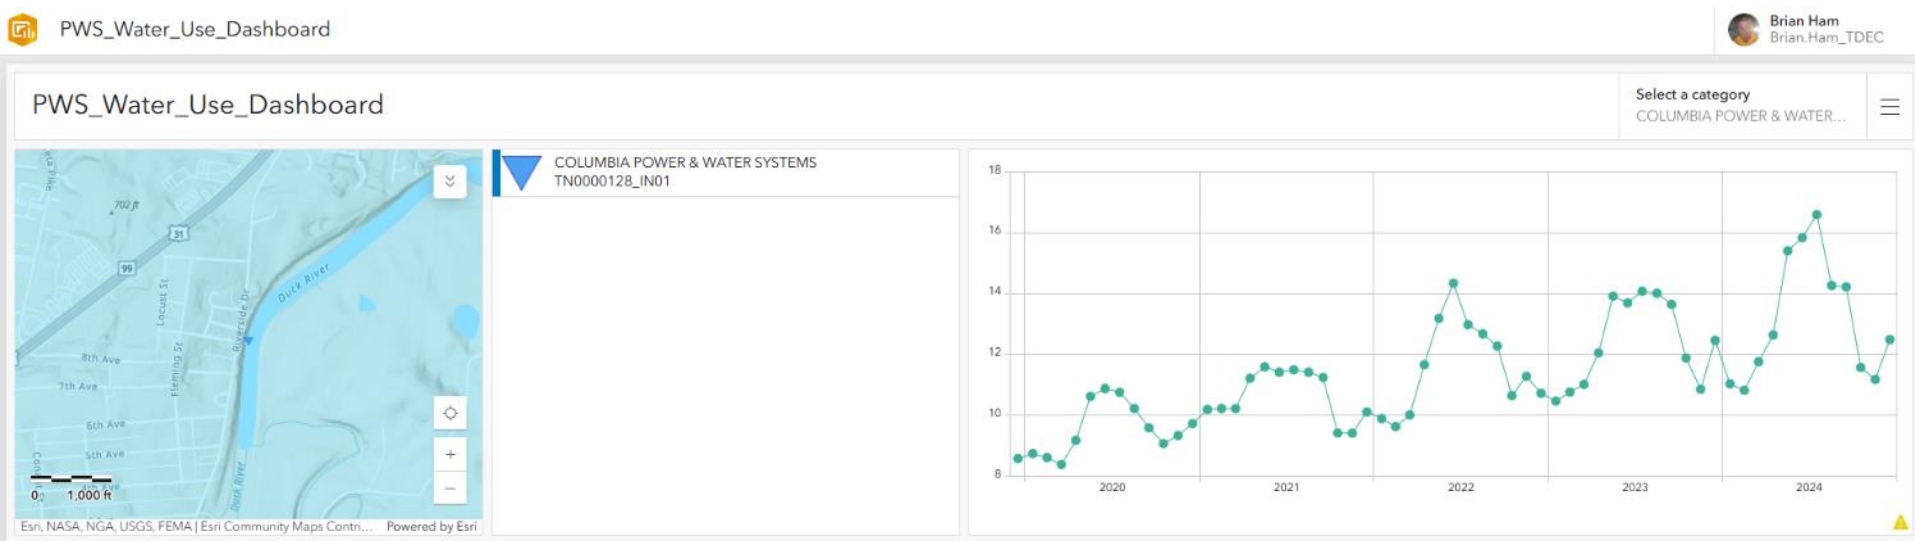 PWS_Water_Use_Dashboard
Brian Ham
Brian.Ham_TDEC
PWS_Water_Use_Dashboard
Select a category
COLUMBIA POWER & WATER...
702 ft
31
99
Locust St
Riverside Dr
Duck River
8th Ave
Fleming St
7th Ave
6th Ave
5th Ave
4th Ave
Duck River
0
1,000 ft
Esri, NASA, NGA, USGS, FEMA | Esri Community Maps Contri...
Powered by Esri
COLUMBIA POWER & WATER SYSTEMS
TN0000128_IN01
18
16
14
12
10
8
2020
2021
2022
2023
2024